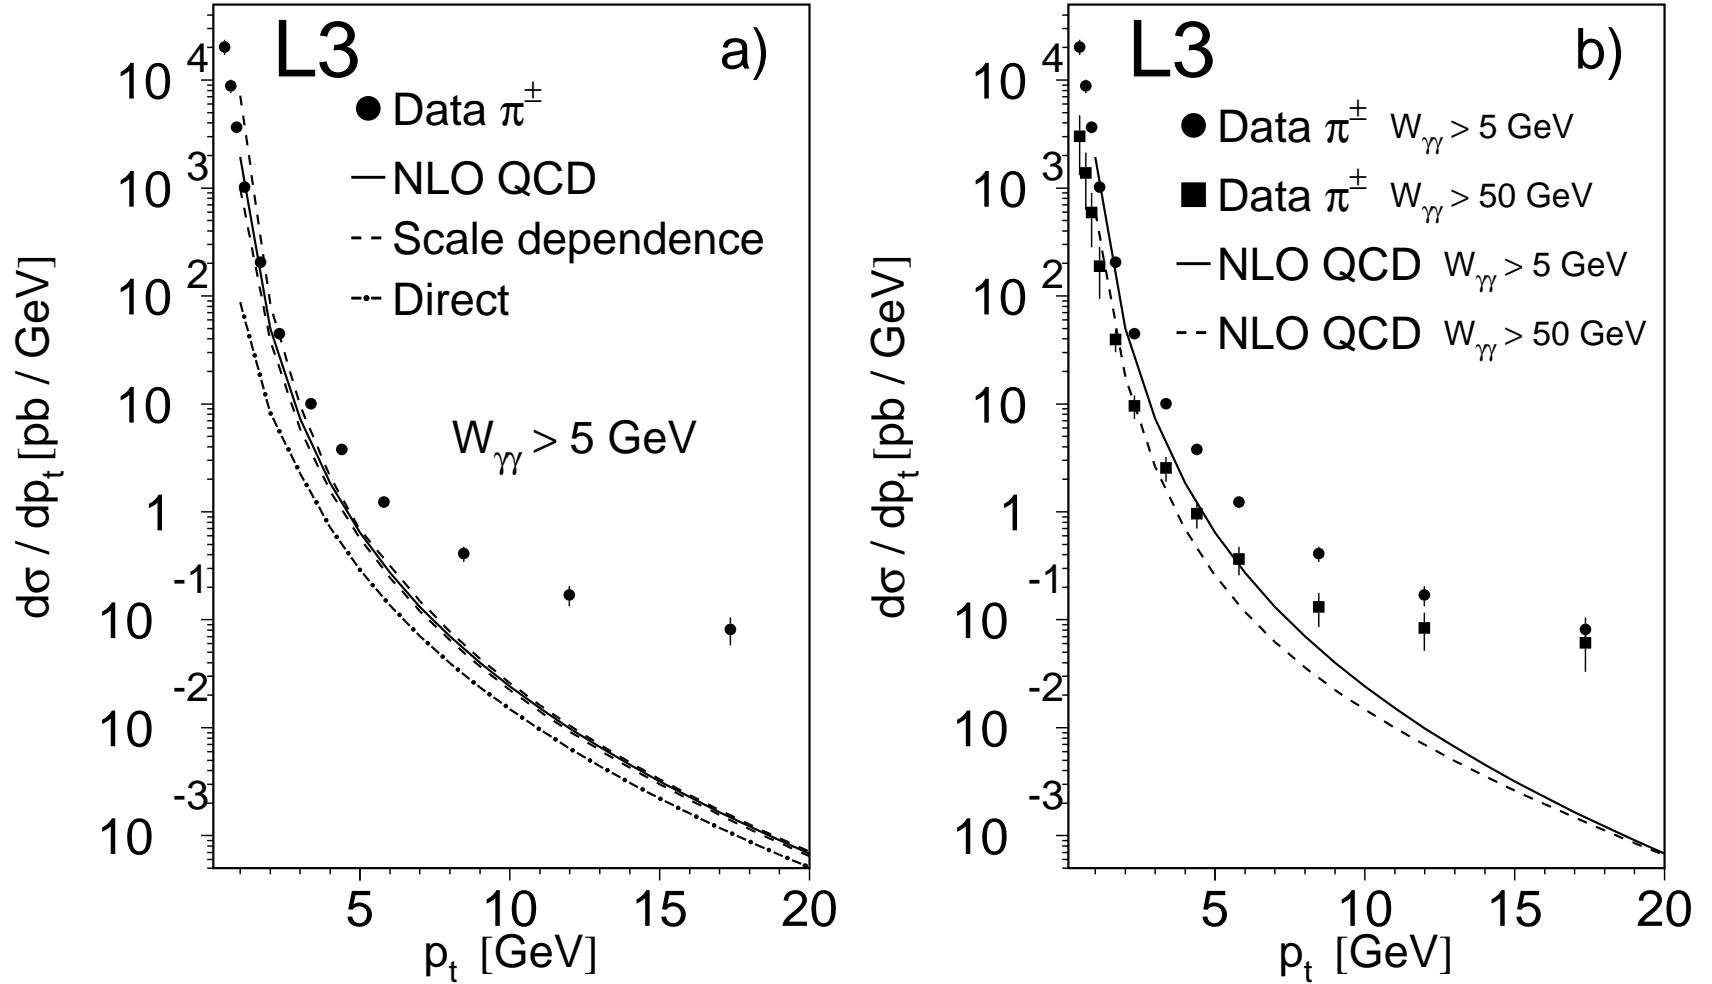 L3
a)
Data π±
NLO QCD
Scale dependence
Direct
Wγγ > 5 GeV
10 4
10 3
10 2
10
1
10 -1
10 -2
10 -3
dσ / dpt [pb / GeV]
5 10 15 20
pt [GeV]
L3
b)
Data π± Wγγ > 5 GeV
Data π± Wγγ > 50 GeV
NLO QCD Wγγ > 5 GeV
NLO QCD Wγγ > 50 GeV
10 4
10 3
10 2
10
1
10 -1
10 -2
10 -3
dσ / dpt [pb / GeV]
5 10 15 20
pt [GeV]